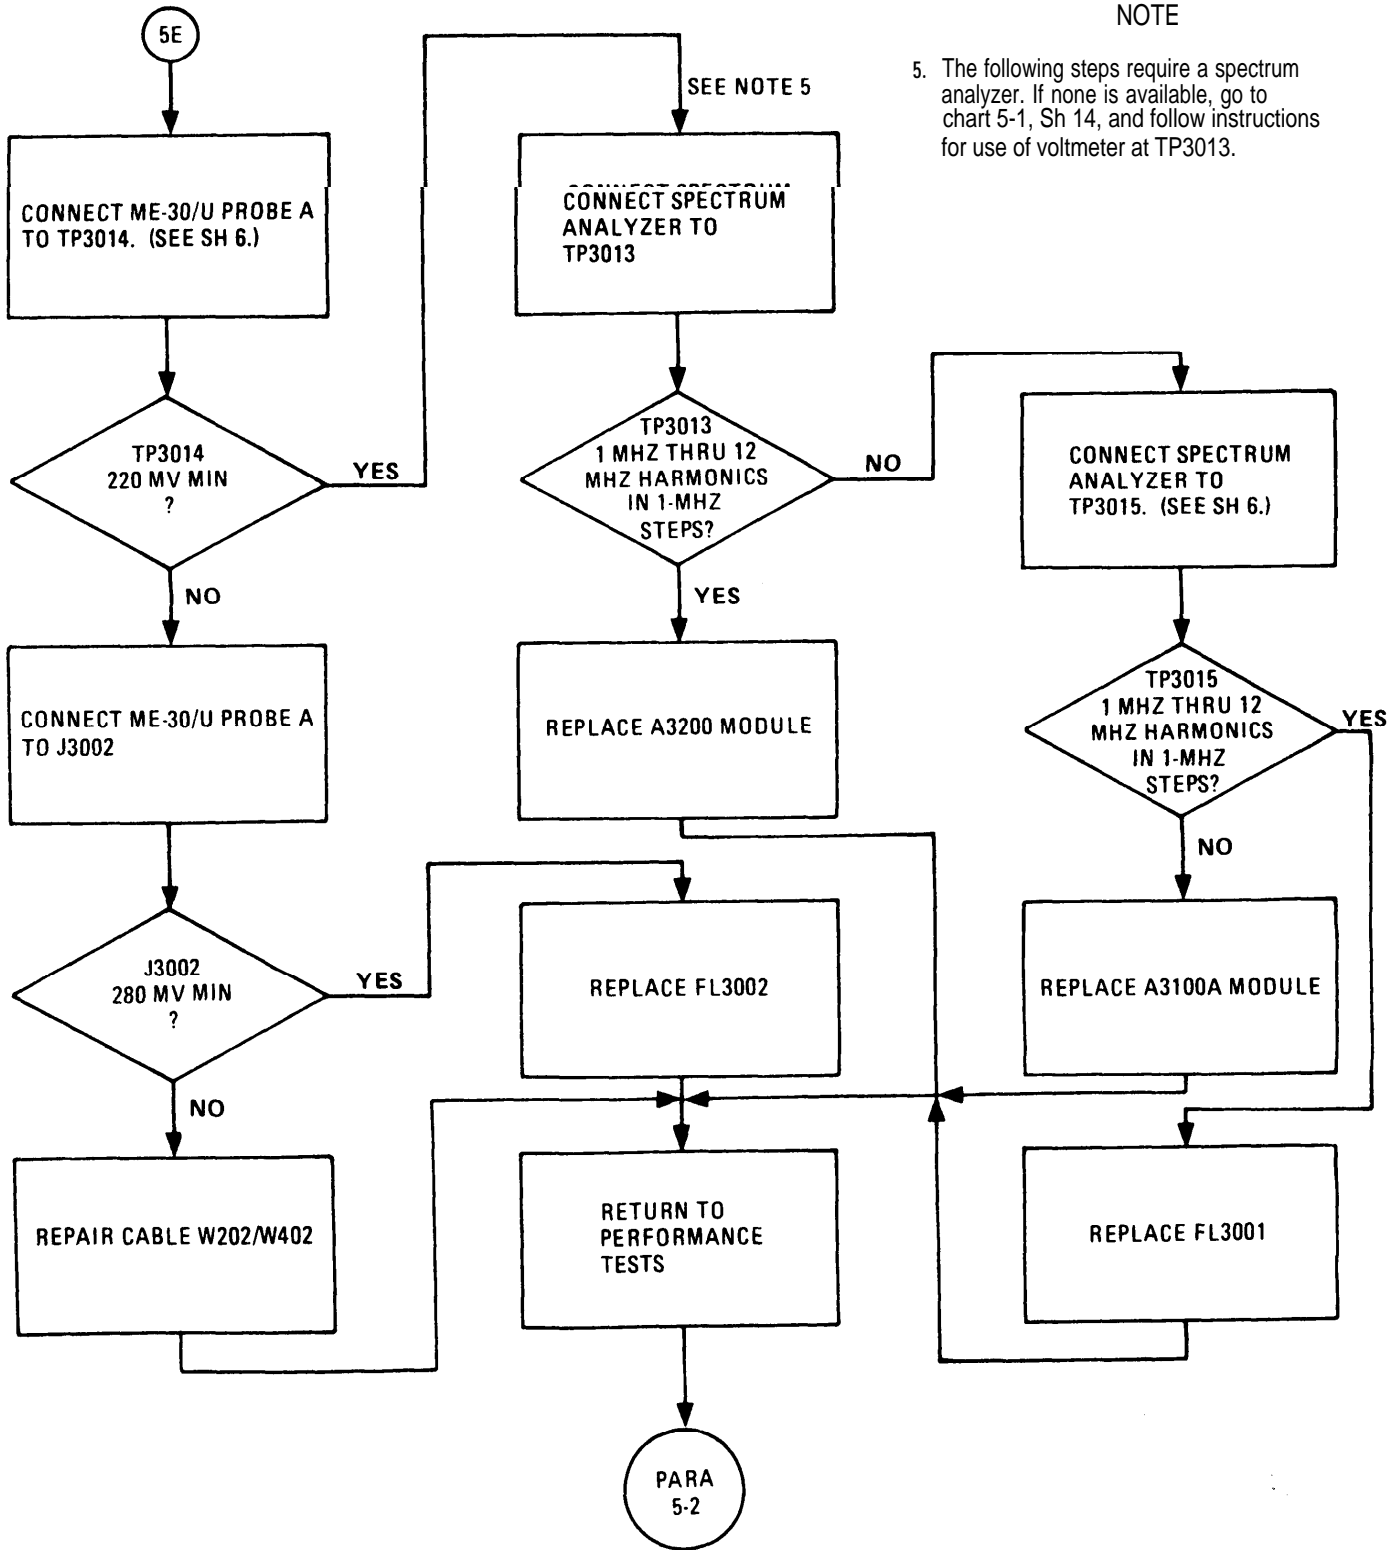 5E
NOTE
5. The following steps require a spectrum
analyzer. If none is available, go to
chart 5-1, Sh 14, and follow instructions
for use of voltmeter at TP3013.
SEE NOTE 5
CONNECT ME-30/U PROBE A
TO TP3014. (SEE SH 6.)
CONNECT SPECTRUM
CONNECT SPECTRUM
ANALYZER TO
TP3013
TP3014
220 MV MIN
?
YES
NO
TP3013
1 MHZ THRU 12
MHZ HARMONICS
IN 1-MHZ
STEPS?
NO
YES
CONNECT SPECTRUM
ANALYZER TO
TP3015. (SEE SH 6.)
CONNECT ME-30/U PROBE A
TO J3002
REPLACE A3200 MODULE
TP3015
1 MHZ THRU 12
MHZ HARMONICS
IN 1-MHZ
STEPS?
YES
NO
J3002
280 MV MIN
?
YES
NO
REPLACE FL3002
REPLACE A3100A MODULE
REPAIR CABLE W202/W402
RETURN TO
PERFORMANCE
TESTS
REPLACE FL3001
PARA
5-2